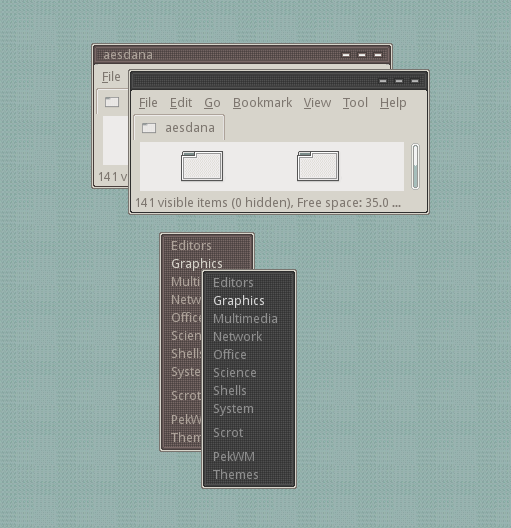 aesdana
File
141 v
File Edit Go Bookmark View Tool Help
aesdana
141 visible items (0 hidden), Free space: 35.0 ...
Editors
Graphics
Multi
Netw
Office
Scien
Shells
Syste
Scrot
PekW
Them
Editors
Graphics
Multimedia
Network
Office
Science
Shells
System
Scrot
PekWM
Themes